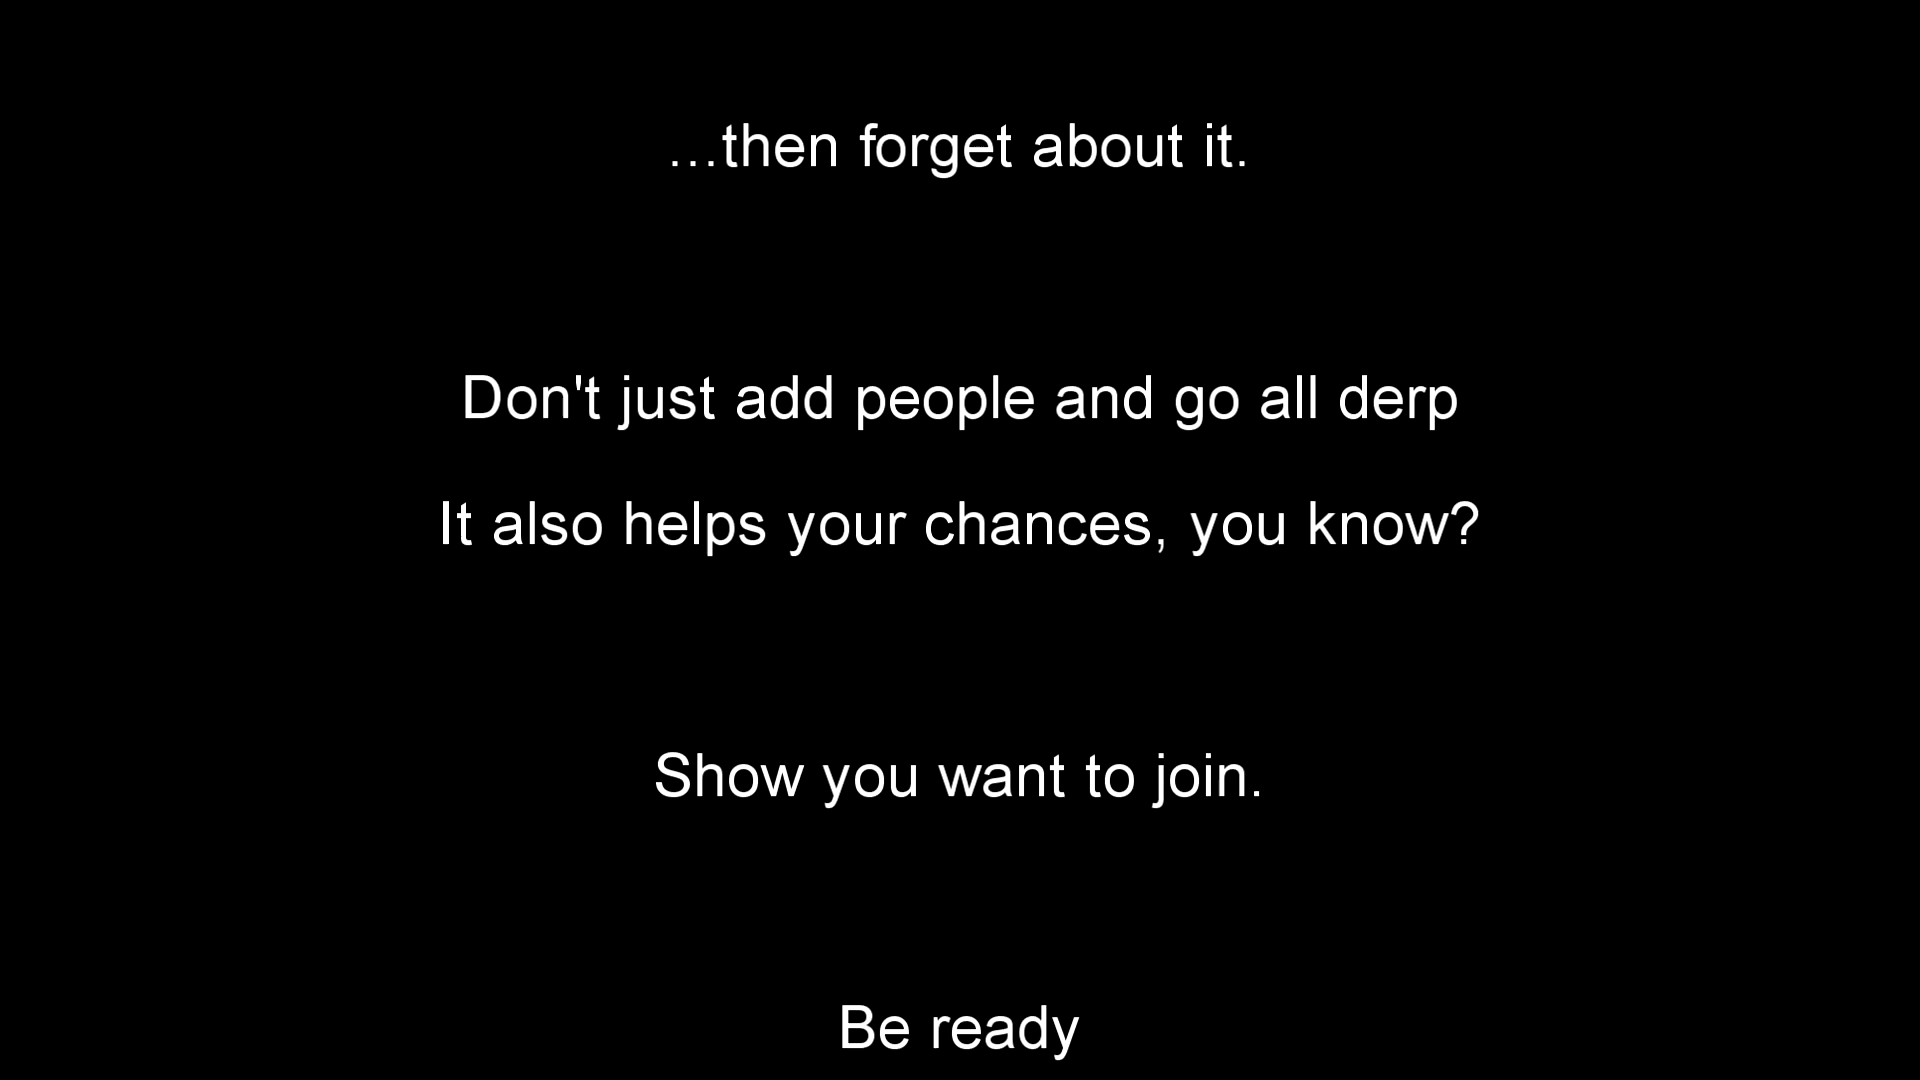 ...then forget about it.
Don't just add people and go all derp
It also helps your chances, you know?
Show you want to join.
Be ready